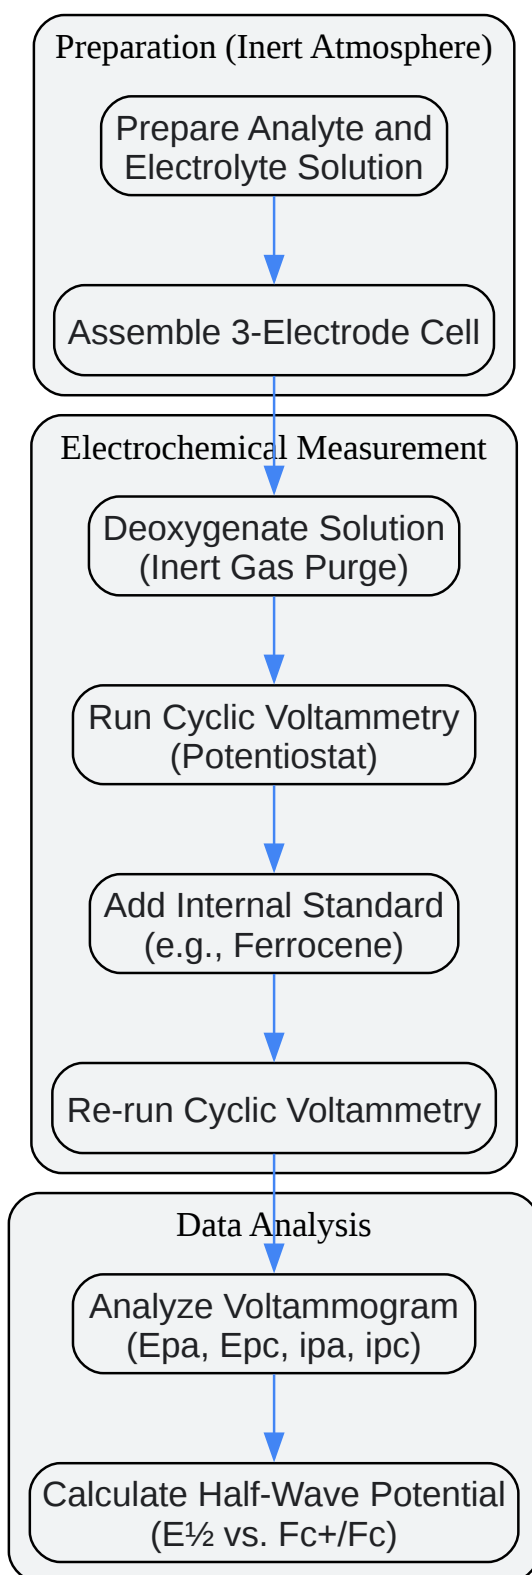 Preparation (Inert Atmosphere)
Prepare Analyte and
Electrolyte Solution
Assemble 3-Electrode Cell
Electrochemical Measurement
Deoxygenate Solution
(Inert Gas Purge)
Run Cyclic Voltammetry
(Potentiostat)
Add Internal Standard
(e.g., Ferrocene)
Re-run Cyclic Voltammetry
Data Analysis
Analyze Voltammogram
(Epa, Epc, ipa, ipc)
Calculate Half-Wave Potential
(E½ vs. Fc+/Fc)